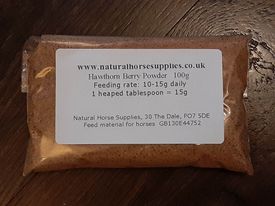 www.naturalhorsesupplies.co.uk
Hawthorn Berry Powder 100g
Feeding rate: 10-15g daily
1 heaped tablespoon = 15g
Natural Horse Supplies, 30 The Dale, PO7 5DE
Feed material for horses GB130E44752